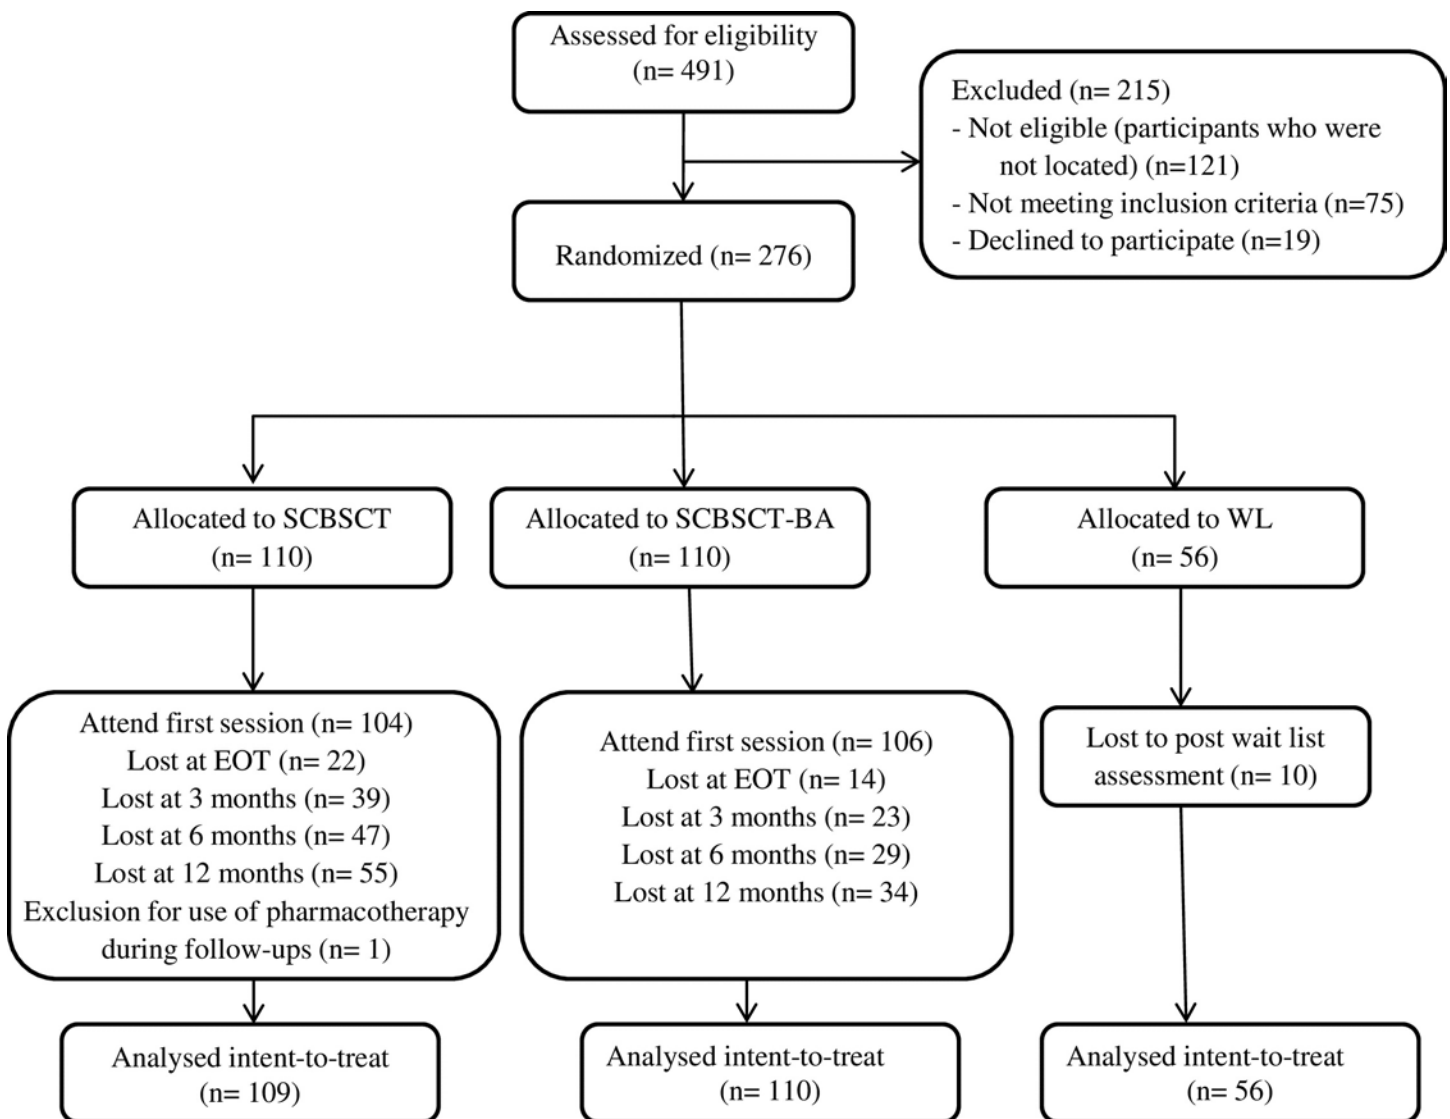 Assessed for eligibility
(n= 491)
Excluded (n= 215)
- Not eligible (participants who were
not located) (n=121)
- Not meeting inclusion criteria (n=75)
- Declined to participate (n=19)
Randomized (n= 276)
Allocated to SCBSCT
(n= 110)
Allocated to SCBSCT-BA
(n= 110)
Allocated to WL
(n= 56)
Attend first session (n= 104)
Lost at EOT (n= 22)
Lost at 3 months (n= 39)
Lost at 6 months (n= 47)
Lost at 12 months (n= 55)
Exclusion for use of pharmacotherapy
during follow-ups (n= 1)
Attend first session (n= 106)
Lost at EOT (n= 14)
Lost at 3 months (n= 23)
Lost at 6 months (n= 29)
Lost at 12 months (n= 34)
Lost to post wait list
assessment (n= 10)
Analysed intent-to-treat
(n= 109)
Analysed intent-to-treat
(n= 110)
Analysed intent-to-treat
(n= 56)